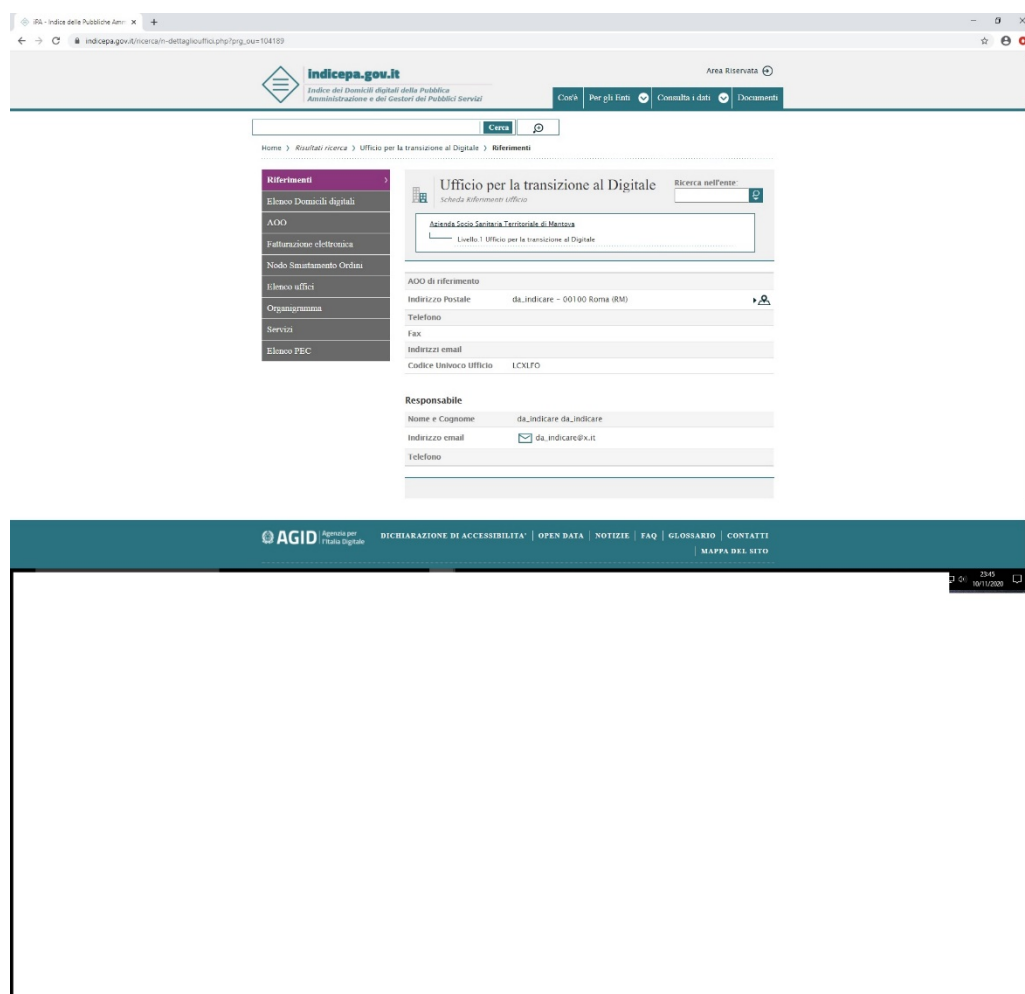 iPA - Indice delle Pubbliche Amr
indicepa.gov.it/ricerca/n-dettagliouffici.php?prg_ou=104189
indicepa.gov.it
Indice dei Domicili digitali della Pubblica
Amministrazione e dei Gestori dei Pubblici Servizi
Area Riservata
Cos'è Per gli Enti Consulta i dati Documenti
Cerca
Home > Risultati ricerca > Ufficio per la transizione al Digitale > Riferimenti
Riferimenti
Elenco Domicili digitali
AOO
Fatturazione elettronica
Nodo Smistamento Ordini
Elenco uffici
Organigramma
Servizi
Elenco PEC
Ufficio per la transizione al Digitale
Scheda Riferimenti Ufficio
Ricerca nell'ente:
Azienda Socio Sanitaria Territoriale di Mantova
Livello.1 Ufficio per la transizione al Digitale
AOO di riferimento
Indirizzo Postale da_indicare - 00100 Roma (RM)
Telefono
Fax
Indirizzi email
Codice Univoco Ufficio LCXLFO
Responsabile
Nome e Cognome da_indicare da_indicare
Indirizzo email da_indicare@x.it
Telefono
AGID Agenzia per
l'Italia Digitale
DICHIARAZIONE DI ACCESSIBILITA' | OPEN DATA | NOTIZIE | FAQ | GLOSSARIO | CONTATTI
| MAPPA DEL SITO
23:45
10/11/2020